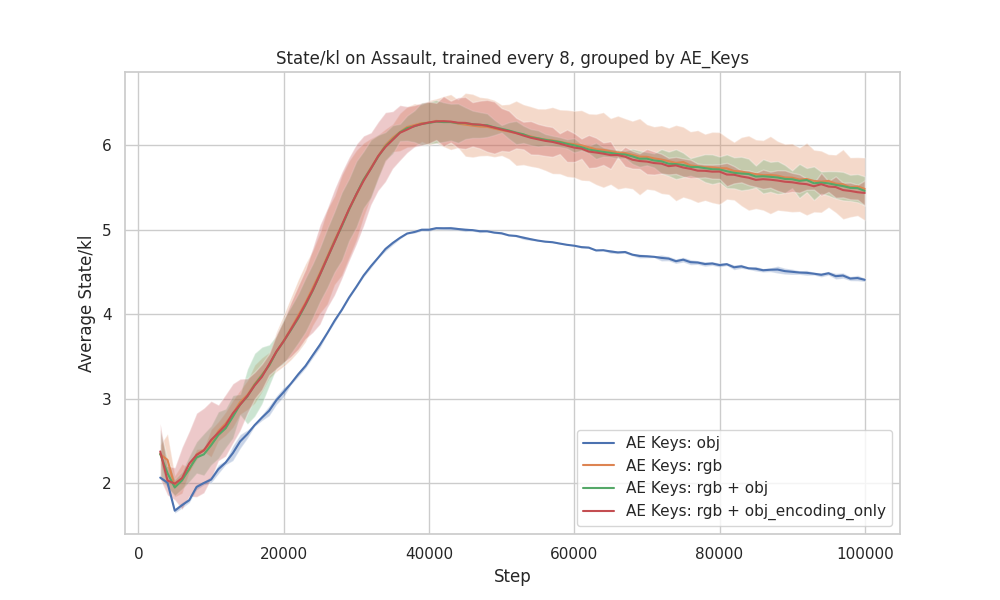 State/kl on Assault, trained every 8, grouped by AE_Keys
Average State/kl
6
5
4
3
2
0
20000
40000
60000
80000
100000
Step
AE Keys: obj
AE Keys: rgb
AE Keys: rgb + obj
AE Keys: rgb + obj_encoding_only